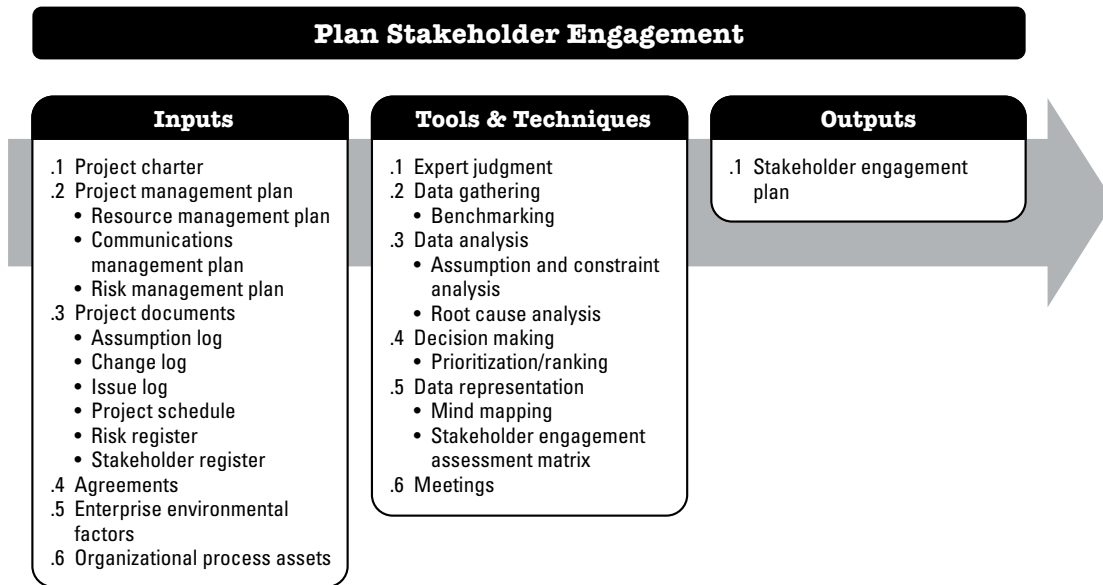 Plan Stakeholder Engagement
Inputs
.1 Project charter
.2 Project management plan
• Resource management plan
• Communications
management plan
• Risk management plan
.3 Project documents
• Assumption log
• Change log
• Issue log
• Project schedule
• Risk register
• Stakeholder register
.4 Agreements
.5 Enterprise environmental
factors
.6 Organizational process assets
Tools & Techniques
.1 Expert judgment
.2 Data gathering
• Benchmarking
.3 Data analysis
• Assumption and constraint
analysis
• Root cause analysis
.4 Decision making
• Prioritization/ranking
.5 Data representation
• Mind mapping
• Stakeholder engagement
assessment matrix
.6 Meetings
Outputs
.1 Stakeholder engagement
plan